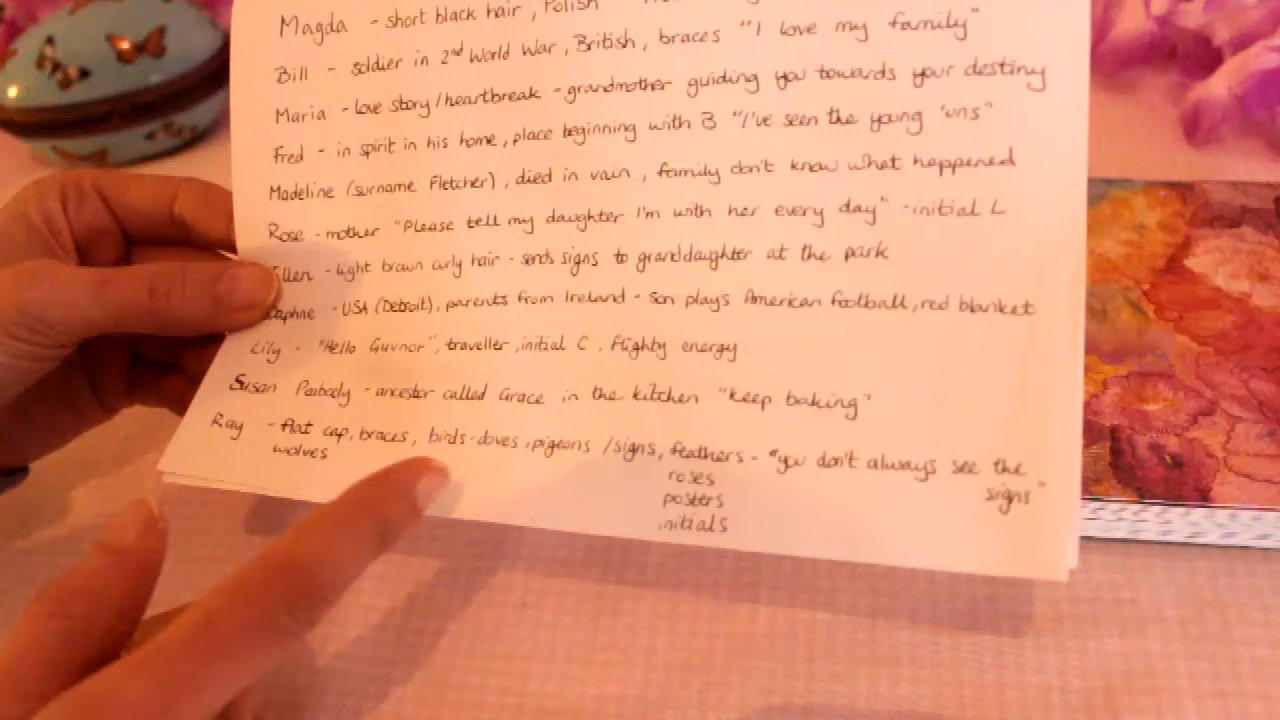 Magda - short black hair, Polish
Bill - soldier in 2nd World War, British, braces "I love my family"
Maria - love story/heartbreak - grandmother guiding you towards your destiny
Fred - in spirit in his home, place beginning with B "I've seen the young 'uns"
Madeline (surname Fletcher), died in vain, family don't know what happened
Rose - mother "Please tell my daughter I'm with her every day" - initial L
Ellen - light brown curly hair - sends signs to granddaughter at the park
Daphne - USA (Detroit), parents from Ireland - son plays American football, red blanket
Lily - "Hello Guvnor", traveller, initial C. flighty energy
Susan Peabody - ancestor called Grace in the kitchen "keep baking"
Ray - flat cap, braces, birds-doves, pigeons / signs, feathers - "you don't always see the
wolves
roses
signs"
posters
initials